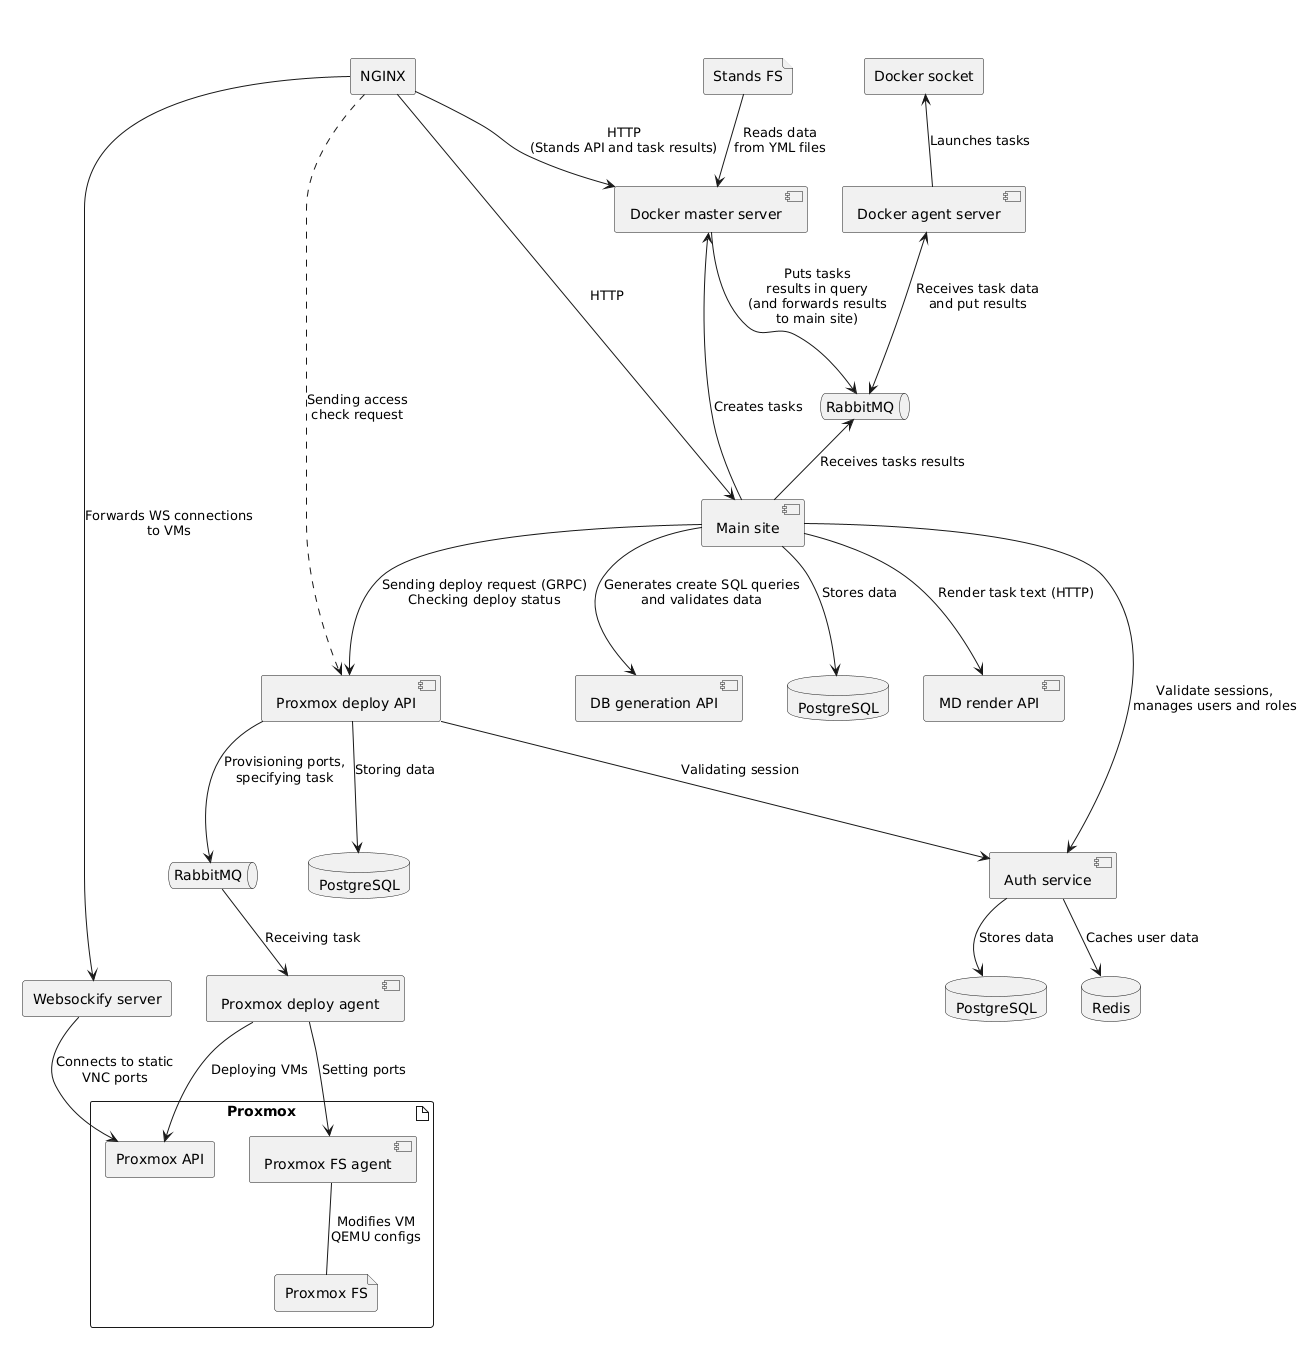 NGINX
Stands FS
Docker socket
HTTP
(Stands API and task results)
Reads data
from YML files
Launches tasks
Docker master server
Docker agent server
Puts tasks
results in query
(and forwards results
to main site)
Receives task data
and put results
HTTP
Sending access
check request
Creates tasks
RabbitMQ
Receives tasks results
Forwards WS connections
to VMs
Main site
Sending deploy request (GRPC)
Checking deploy status
Generates create SQL queries
and validates data
Stores data
Render task text (HTTP)
Validate sessions,
manages users and roles
Proxmox deploy API
DB generation API
PostgreSQL
MD render API
Provisioning ports,
specifying task
Storing data
Validating session
RabbitMQ
PostgreSQL
Auth service
Receiving task
Stores data
Caches user data
Websockify server
Proxmox deploy agent
PostgreSQL
Redis
Connects to static
VNC ports
Deploying VMs
Setting ports
Proxmox
Proxmox API
Proxmox FS agent
Modifies VM
QEMU configs
Proxmox FS